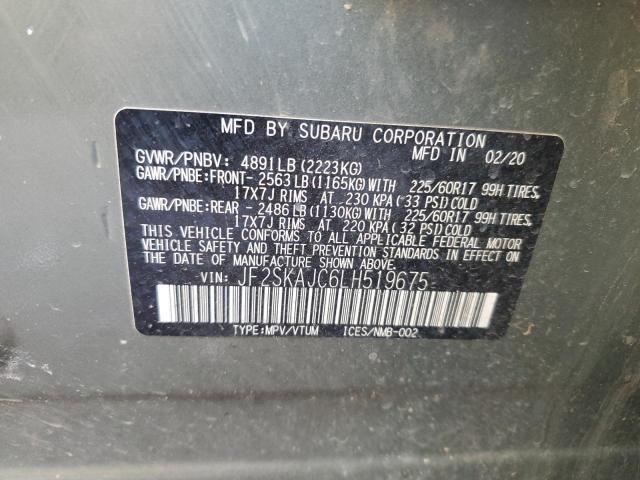 MFD BY SUBARU CORPORATION
MFD IN 02/20
GVWR/PNBV: 4891LB(2223KG)
GAWR/PNBE:FRONT- 2563LB(1165KG)WITH 225/60R17 99H TIRES,
17X7J RIMS AT 230 KPA(33 PSI)COLD
GAWR/PNBE:REAR - 2486LB(1130KG)WITH 225/60R17 99H TIRES,
17X7J RIMS AT 220 KPA(32 PSI)COLD
THIS VEHICLE CONFORMS TO ALL APPLICABLE FEDERAL MOTOR
VEHICLE SAFETY AND THEFT PREVENTION STANDARDS IN EFFECT ON
THE DATE OF MANUFACTURE SHOWN ABOVE.
VIN: JF2SKAJC6LH519675
TYPE:MPV/VTUM ICES/NMB-002